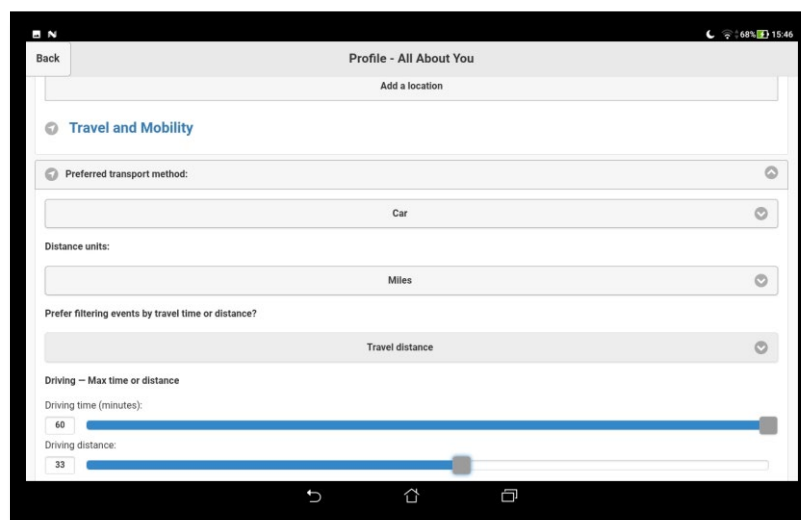 68% 15:46
Back
Profile - All About You
Add a location
Travel and Mobility
Preferred transport method:
Car
Distance units:
Miles
Prefer filtering events by travel time or distance?
Travel distance
Driving — Max time or distance
Driving time (minutes):
60
Driving distance:
33